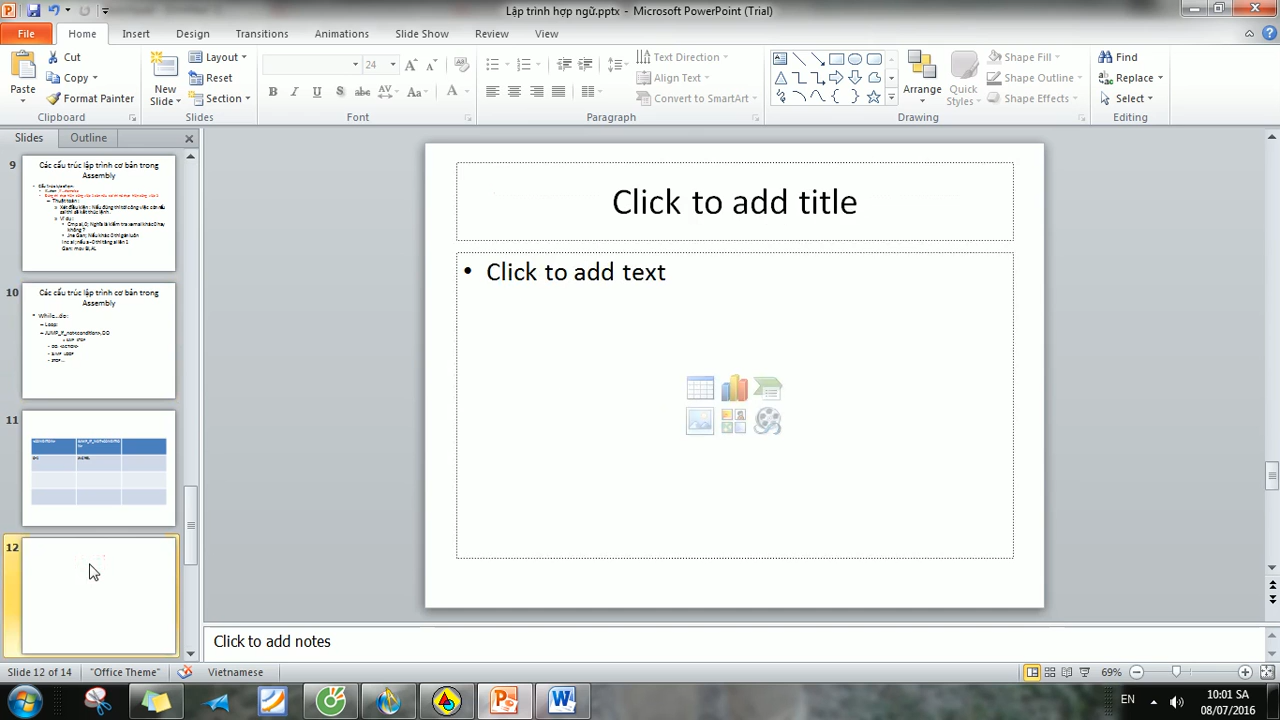 Lập trình hợp ngữ.pptx - Microsoft PowerPoint (Trial)
File Home Insert Design Transitions Animations Slide Show Review View
Paste
Cut
Copy
Format Painter
Clipboard
New Slide
Layout
Reset
Section
Slides
24
Font
Text Direction
Align Text
Convert to SmartArt
Paragraph
Arrange
Quick Styles
Shape Fill
Shape Outline
Shape Effects
Drawing
Find
Replace
Select
Editing
Slides Outline
9
Các cấu trúc lập trình cơ bản trong
Assembly
10
Các cấu trúc lập trình cơ bản trong
Assembly
While...do:
11
12
Click to add title
Click to add text
Click to add notes
Slide 12 of 14 "Office Theme" Vietnamese 69%
EN 10:01 SA
08/07/2016